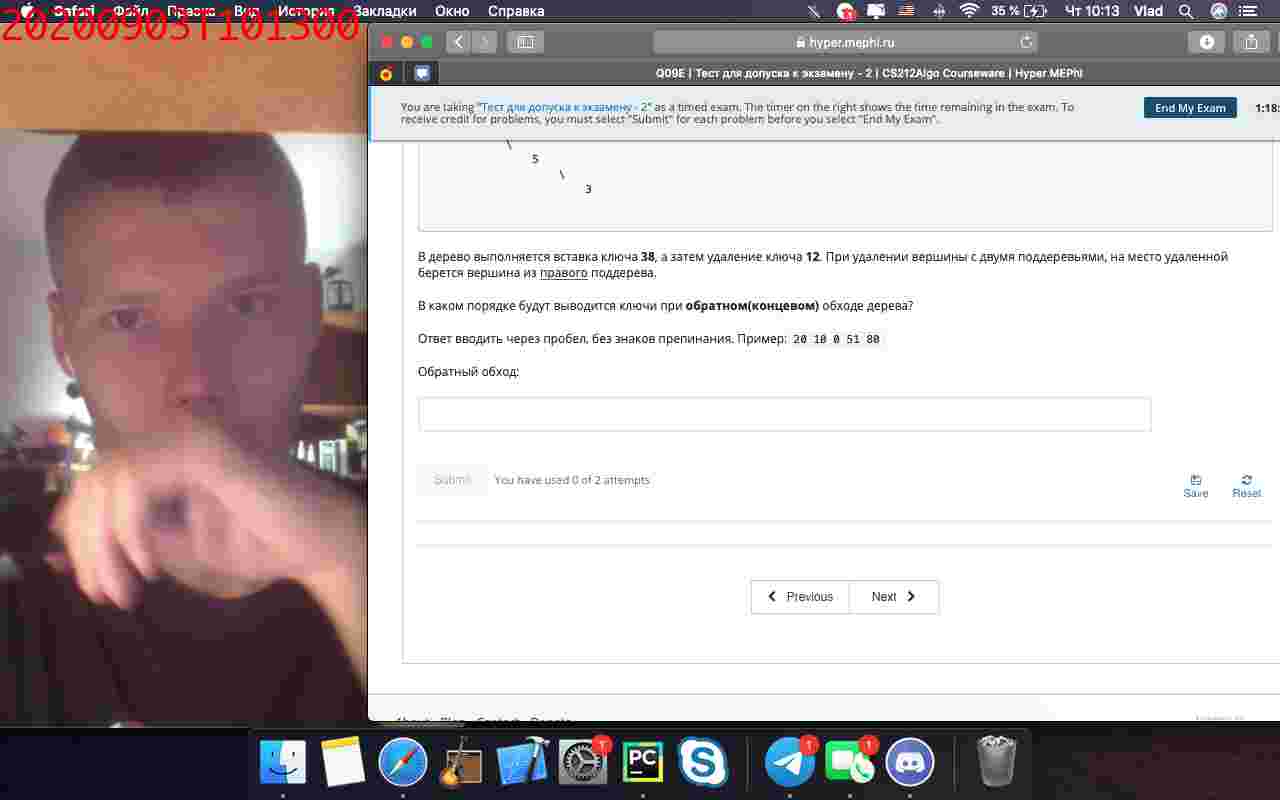 20200903T101300
Safari Файл Правка Вид История Закладки Окно Справка 35 % Чт 10:13 Vlad
hyper.mephi.ru
Q09E | Тест для допуска к экзамену - 2 | CS212Algo Courseware | Hyper.MEPhI
You are taking "Тест для допуска к экзамену - 2" as a timed exam. The timer on the right shows the time remaining in the exam. To
receive credit for problems, you must select "Submit" for each problem before you select "End My Exam".
End My Exam
1:18:
\
5
\
3
В дерево выполняется вставка ключа 38, а затем удаление ключа 12. При удалении вершины с двумя поддеревьями, на место удаленной
берется вершина из правого поддерева.
В каком порядке будут выводится ключи при обратном(концевом) обходе дерева?
Ответ вводить через пробел, без знаков препинания. Пример: 20 10 0 51 80
Обратный обход:
Submit You have used 0 of 2 attempts
Save Reset
Previous Next
PC
1
1
1